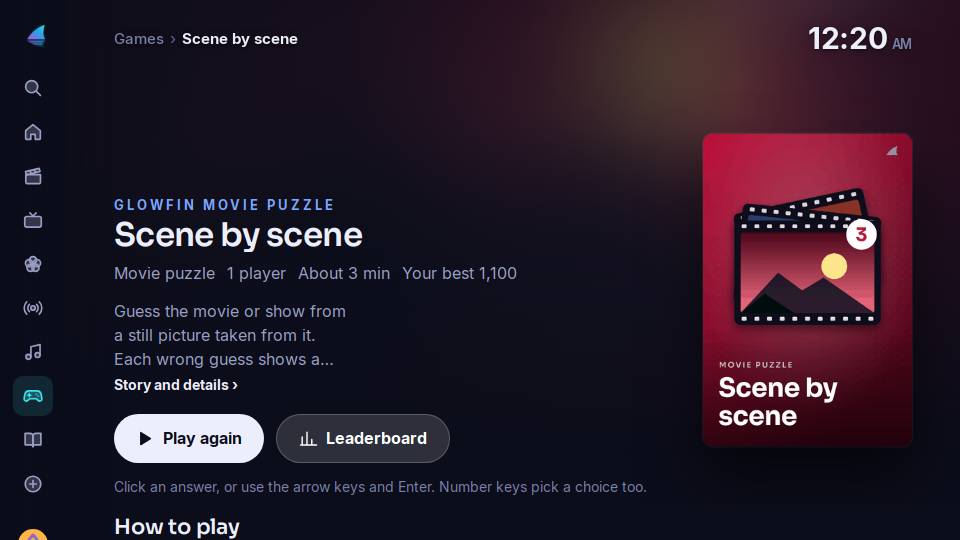 Games › Scene by scene
12:20 AM
GLOWFIN MOVIE PUZZLE
Scene by scene
Movie puzzle 1 player About 3 min Your best 1,100
Guess the movie or show from
a still picture taken from it.
Each wrong guess shows a...
Story and details ›
Play again
Leaderboard
Click an answer, or use the arrow keys and Enter. Number keys pick a choice too.
How to play
3
MOVIE PUZZLE
Scene by
scene